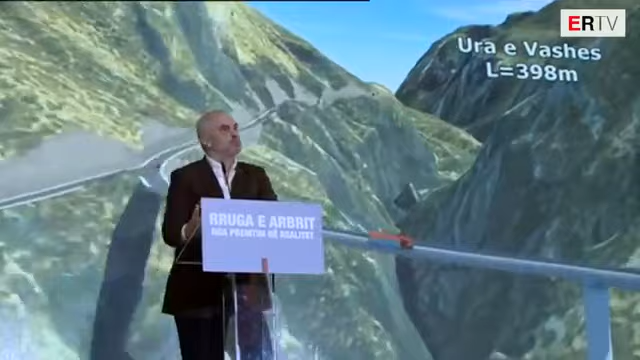 ERTV
Ura e Vashes
L=398m
RRUGA E ARBRIT
NGA PREMTIM NË REALITET